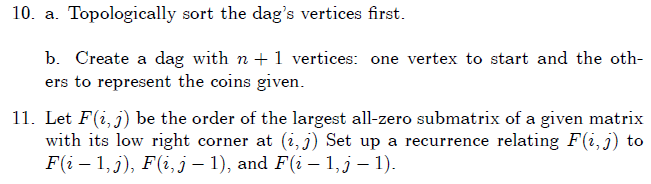 10. a. Topologically sort the dag's vertices first.
b. Create a dag with n + 1 vertices: one vertex to start and the oth-
ers to represent the coins given.
11. Let F(i, j) be the order of the largest all-zero submatrix of a given matrix
with its low right corner at (i, j) Set up a recurrence relating F(i, j) to
F(i − 1, j), F(i, j − 1), and F(i − 1, j − 1).